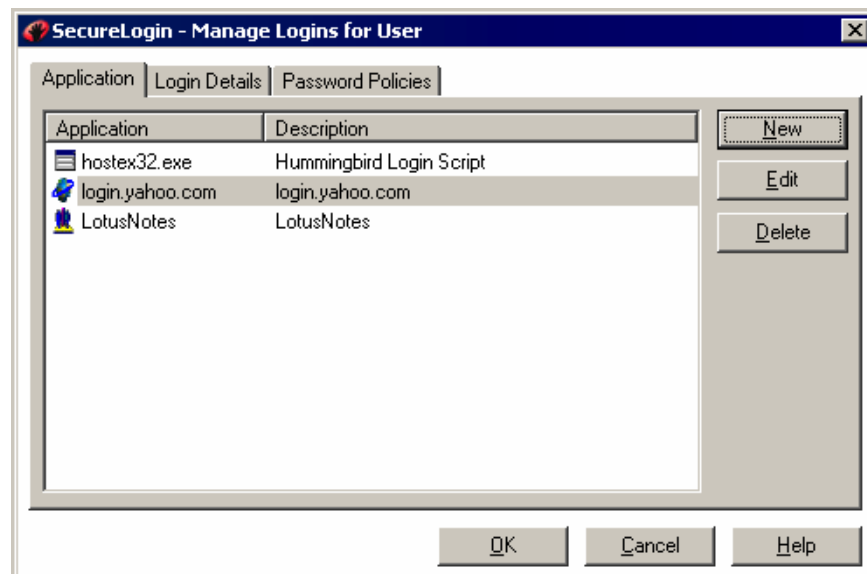 SecureLogin - Manage Logins for User
Application Login Details Password Policies
Application Description
hostex32.exe Hummingbird Login Script
login.yahoo.com login.yahoo.com
LotusNotes LotusNotes
New
Edit
Delete
OK Cancel Help